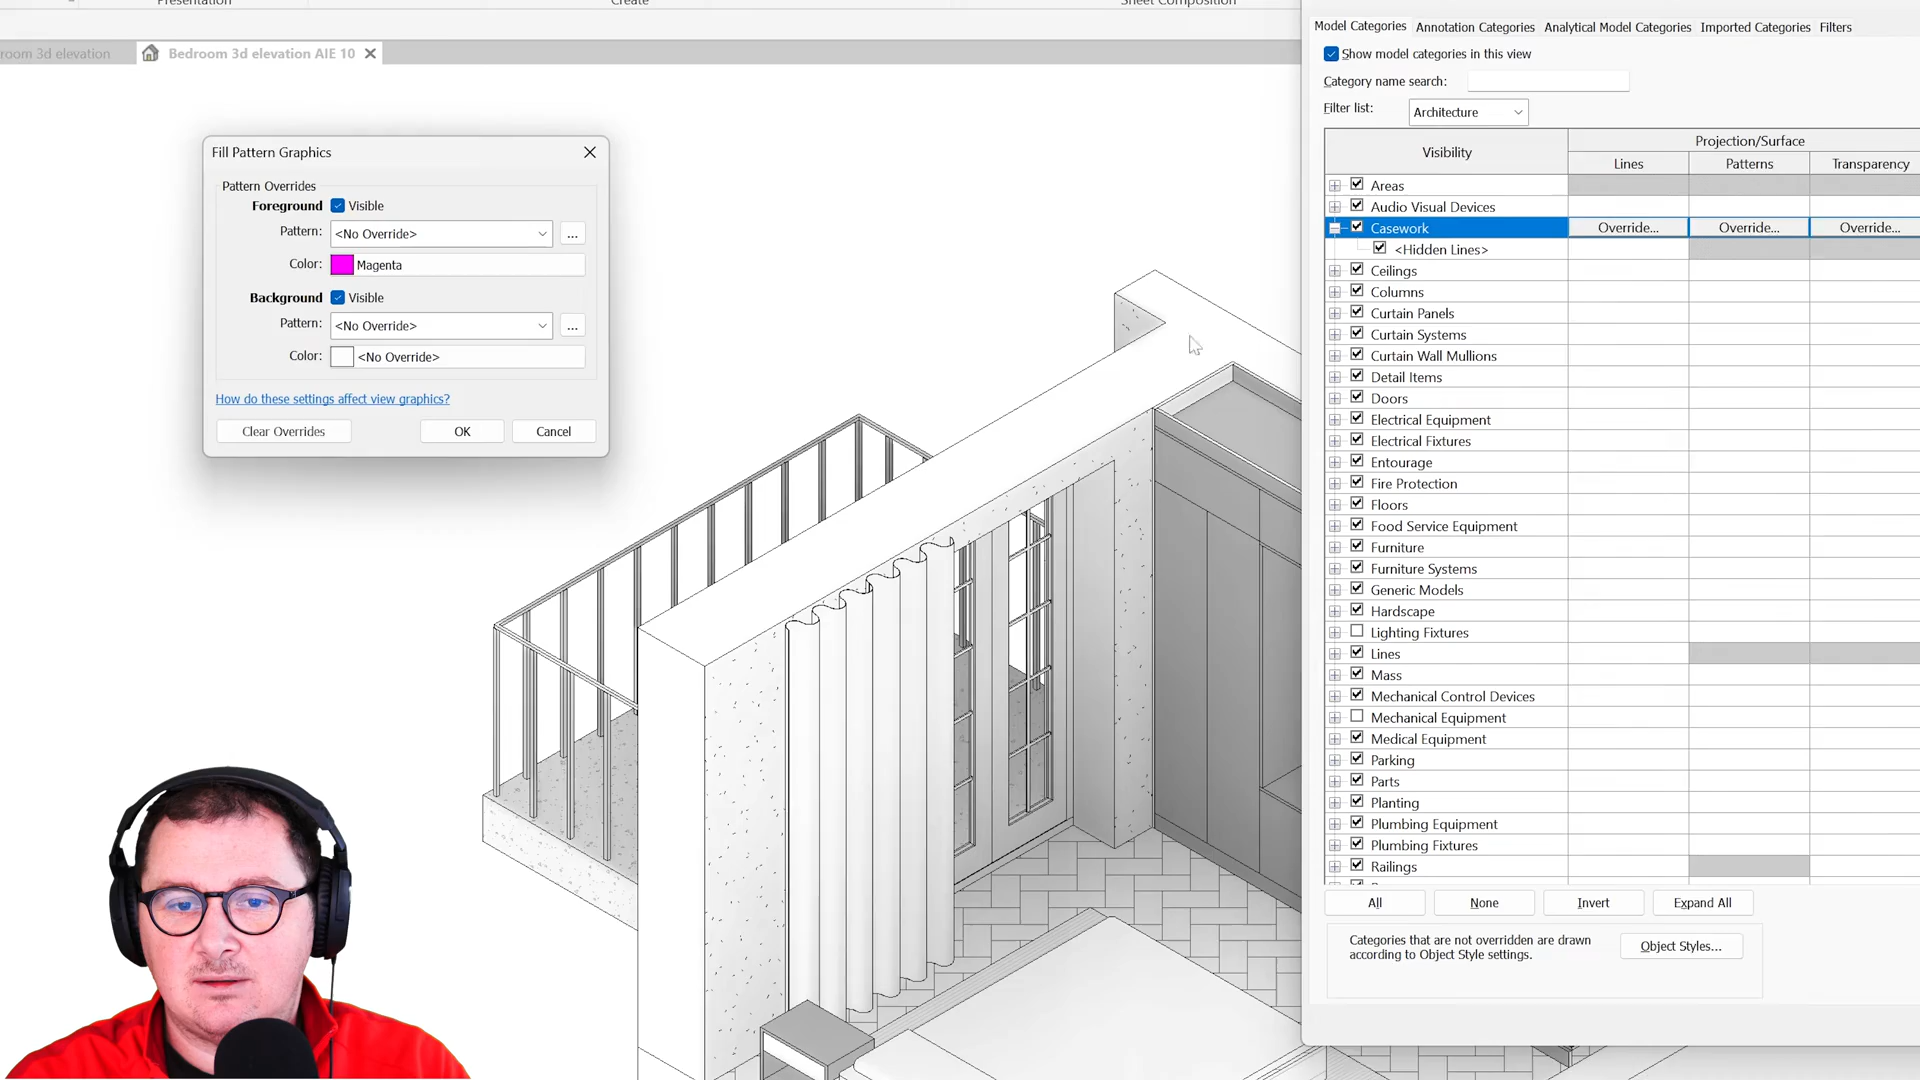 Presentation
Create
Sheet Composition
room 3d elevation
Bedroom 3d elevation AIE 10
Fill Pattern Graphics
Pattern Overrides
Foreground Visible
Pattern: <No Override> ...
Color: Magenta
Background Visible
Pattern: <No Override> ...
Color: <No Override>
How do these settings affect view graphics?
Clear Overrides OK Cancel
Model Categories Annotation Categories Analytical Model Categories Imported Categories Filters
Show model categories in this view
Category name search:
Filter list: Architecture
Visibility
Projection/Surface
Lines Patterns Transparency
Areas
Audio Visual Devices
Casework Override... Override... Override...
<Hidden Lines>
Ceilings
Columns
Curtain Panels
Curtain Systems
Curtain Wall Mullions
Detail Items
Doors
Electrical Equipment
Electrical Fixtures
Entourage
Fire Protection
Floors
Food Service Equipment
Furniture
Furniture Systems
Generic Models
Hardscape
Lighting Fixtures
Lines
Mass
Mechanical Control Devices
Mechanical Equipment
Medical Equipment
Parking
Parts
Planting
Plumbing Equipment
Plumbing Fixtures
Railings
All None Invert Expand All
Categories that are not overridden are drawn
according to Object Style settings.
Object Styles...